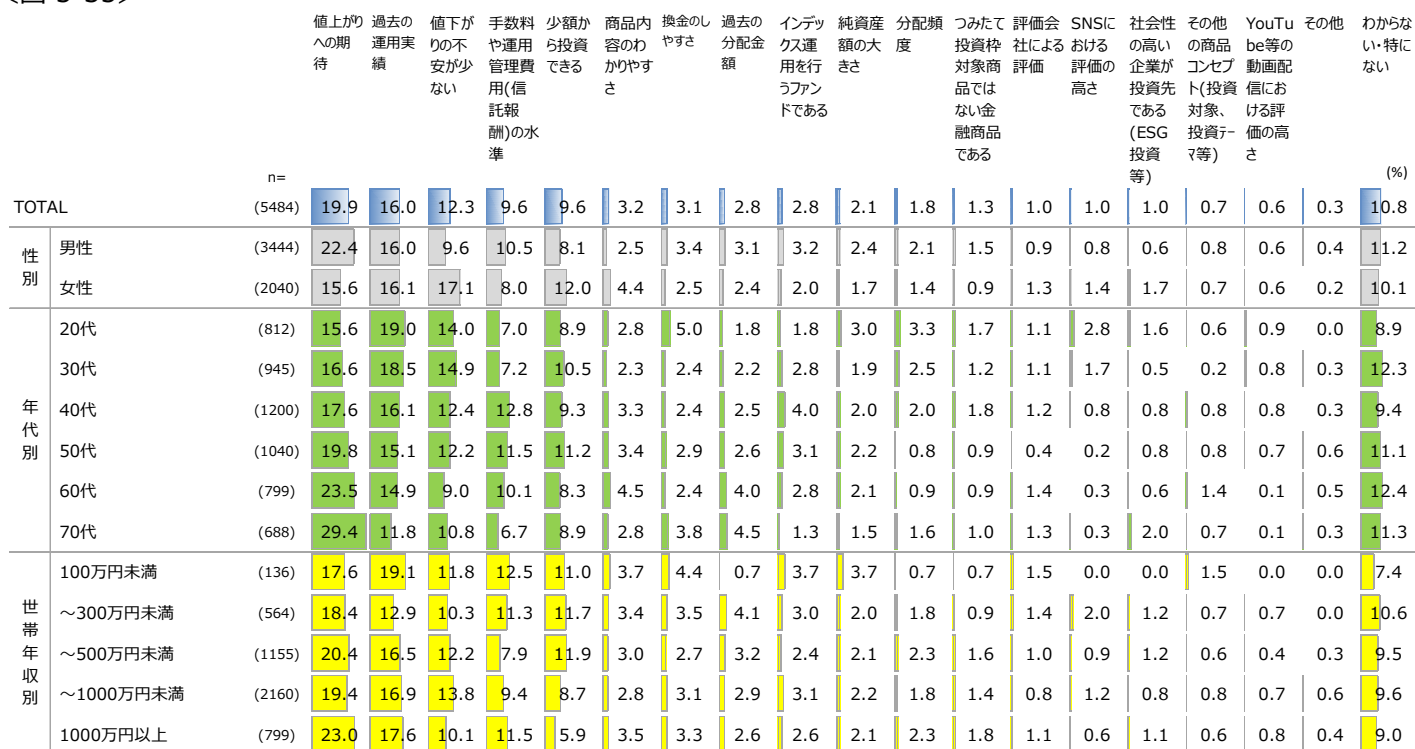 値上がりへの期待 過去の運用実績 値下がりの不安が少ない 手数料や運用管理費用(信託報酬)の水準 少額から投資できる 商品内容のわかりやすさ 換金のしやすさ 過去の分配金額 インデックス運用を行うファンドである 純資産額の大きさ 分配頻度 つみたて投資枠対象商品ではない金融商品である 評価会社による評価 SNSにおける評価の高さ 社会性の高い企業が投資先である(ESG投資等) その他の商品コンセプト(投資対象、投資テーマ等) YouTube等の動画配信における評価の高さ その他 わからない・特にない
n= (%)
TOTAL (5484) 19.9 16.0 12.3 9.6 9.6 3.2 3.1 2.8 2.8 2.1 1.8 1.3 1.0 1.0 1.0 0.7 0.6 0.3 10.8
性別
男性 (3444) 22.4 16.0 9.6 10.5 8.1 2.5 3.4 3.1 3.2 2.4 2.1 1.5 0.9 0.8 0.6 0.8 0.6 0.4 11.2
女性 (2040) 15.6 16.1 17.1 8.0 12.0 4.4 2.5 2.4 2.0 1.7 1.4 0.9 1.3 1.4 1.7 0.7 0.6 0.2 10.1
年代別
20代 (812) 15.6 19.0 14.0 7.0 8.9 2.8 5.0 1.8 1.8 3.0 3.3 1.7 1.1 2.8 1.6 0.6 0.9 0.0 8.9
30代 (945) 16.6 18.5 14.9 7.2 10.5 2.3 2.4 2.2 2.8 1.9 2.5 1.2 1.1 1.7 0.5 0.2 0.8 0.3 12.3
40代 (1200) 17.6 16.1 12.4 12.8 9.3 3.3 2.4 2.5 4.0 2.0 2.0 1.8 1.2 0.8 0.8 0.8 0.8 0.3 9.4
50代 (1040) 19.8 15.1 12.2 11.5 11.2 3.4 2.9 2.6 3.1 2.2 0.8 0.9 0.4 0.2 0.8 0.8 0.7 0.6 11.1
60代 (799) 23.5 14.9 9.0 10.1 8.3 4.5 2.4 4.0 2.8 2.1 0.9 0.9 1.4 0.3 0.6 1.4 0.1 0.5 12.4
70代 (688) 29.4 11.8 10.8 6.7 8.9 2.8 3.8 4.5 1.3 1.5 1.6 1.0 1.3 0.3 2.0 0.7 0.1 0.3 11.3
世帯年収別
100万円未満 (136) 17.6 19.1 11.8 12.5 11.0 3.7 4.4 0.7 3.7 3.7 0.7 0.7 1.5 0.0 0.0 1.5 0.0 0.0 7.4
～300万円未満 (564) 18.4 12.9 10.3 11.3 11.7 3.4 3.5 4.1 3.0 2.0 1.8 0.9 1.4 2.0 1.2 0.7 0.7 0.0 10.6
～500万円未満 (1155) 20.4 16.5 12.2 7.9 11.9 3.0 2.7 3.2 2.4 2.1 2.3 1.6 1.0 0.9 1.2 0.6 0.4 0.3 9.5
～1000万円未満 (2160) 19.4 16.9 13.8 9.4 8.7 2.8 3.1 2.9 3.1 2.2 1.8 1.4 0.8 1.2 0.8 0.8 0.7 0.6 9.6
1000万円以上 (799) 23.0 17.6 10.1 11.5 5.9 3.5 3.3 2.6 2.6 2.1 2.3 1.8 1.1 0.6 1.1 0.6 0.8 0.4 9.0